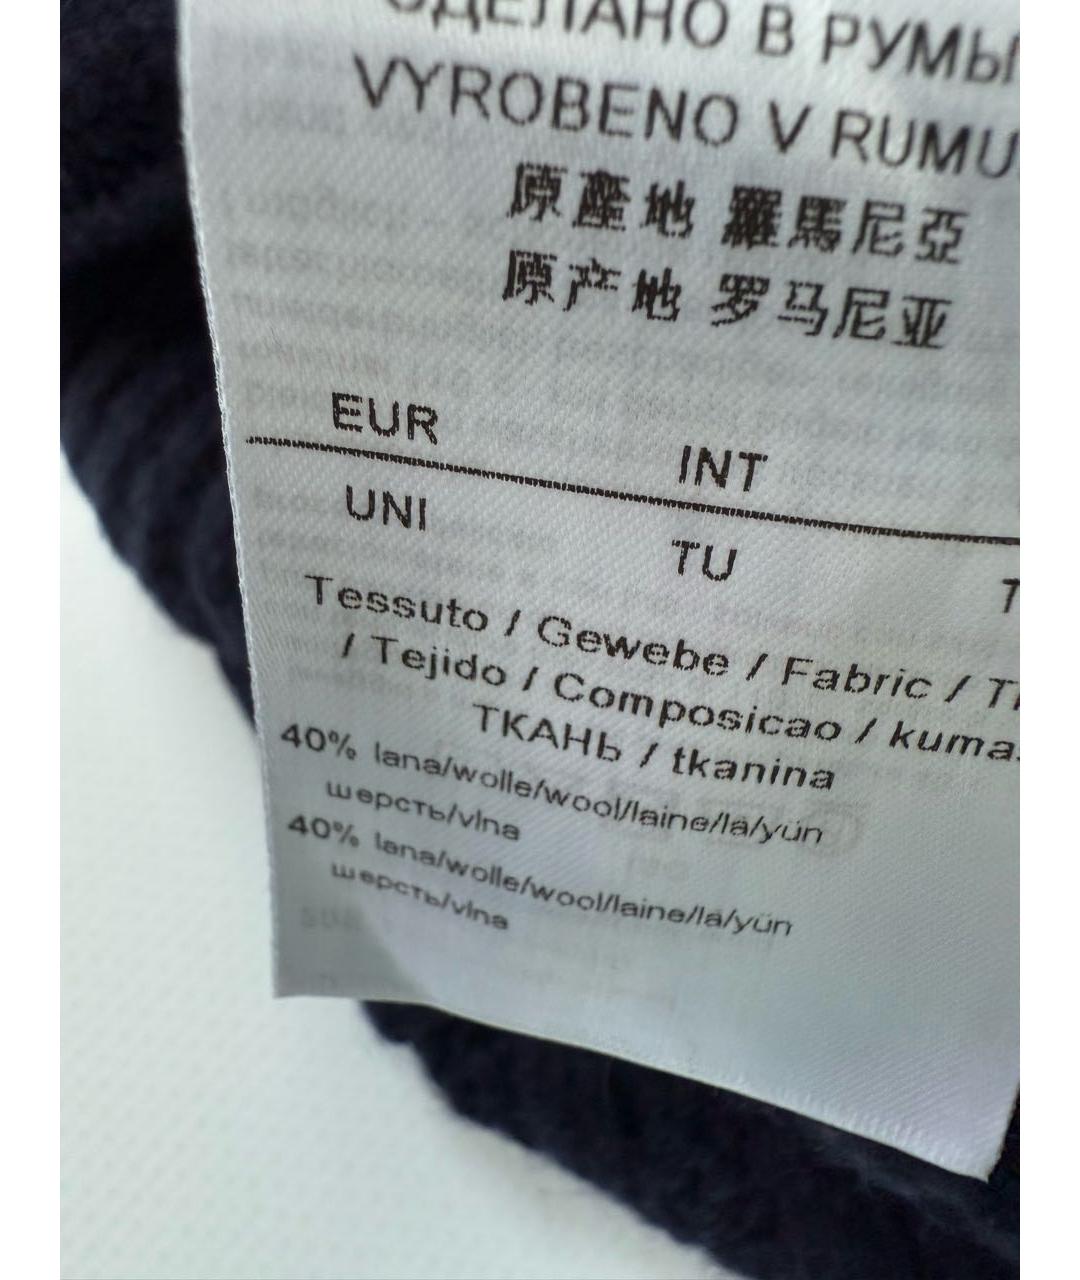 СДЕЛАНО В РУМЫ
VYROBENO V RUMU
原產地 羅馬尼亞
原产地 罗马尼亚
EUR INT
UNI TU T
Tessuto / Gewebe / Fabric / Ti
/ Tejido / Composicao / kumas
ТКАНЬ / tkanina
40% lana/wolle/wool/laine/lã/yün
шерсть/vlna
40% lana/wolle/wool/laine/lã/yün
шерсть/vlna